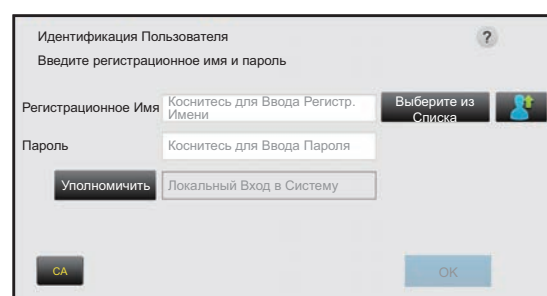 Идентификация Пользователя
?
Введите регистрационное имя и пароль
Регистрационное Имя
Коснитесь для Ввода Регистр.
Имени
Выберите из
Списка
Пароль
Коснитесь для Ввода Пароля
Уполномичить
Локальный Вход в Систему
CA
OK